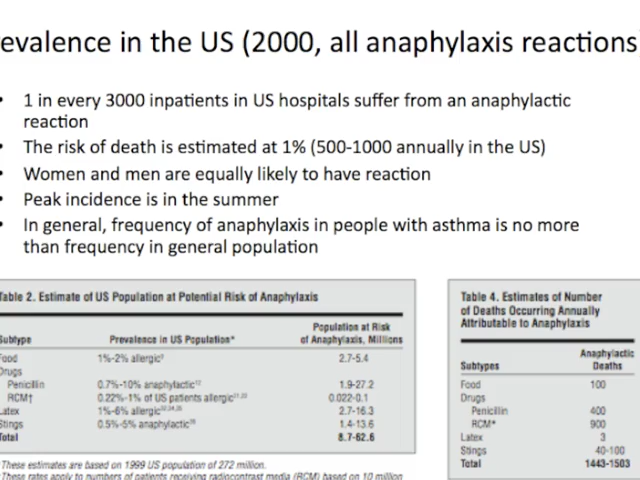 evalence in the US (2000, all anaphylaxis reactions)
• 1 in every 3000 inpatients in US hospitals suffer from an anaphylactic
reaction
• The risk of death is estimated at 1% (500-1000 annually in the US)
• Women and men are equally likely to have reaction
• Peak incidence is in the summer
• In general, frequency of anaphylaxis in people with asthma is no more
than frequency in general population
Table 2. Estimate of US Population at Potential Risk of Anaphylaxis
Population at Risk
Subtype Prevalence in US Population* of Anaphylaxis, Millions
Food 1%-2% allergic 2.7-5.4
Drugs
Penicillin 0.7%-10% anaphylactic 1.9-27.2
RCM† 0.22%-1% of US patients allergic 0.022-0.1
Latex 1%-6% allergic 2.7-16.3
Stings 0.5%-5% anaphylactic 1.4-13.6
Total 8.7-62.6
*These estimates are based on 1999 US population of 272 million.
These rates apply to numbers of patients receiving radiocontrast media (RCM) based on 10 million
Table 4. Estimates of Number
of Deaths Occurring Annually
Attributable to Anaphylaxis
Anaphylactic
Subtypes Deaths
Food 100
Drugs
Penicillin 400
RCM* 900
Latex 3
Stings 40-100
Total 1443-1503